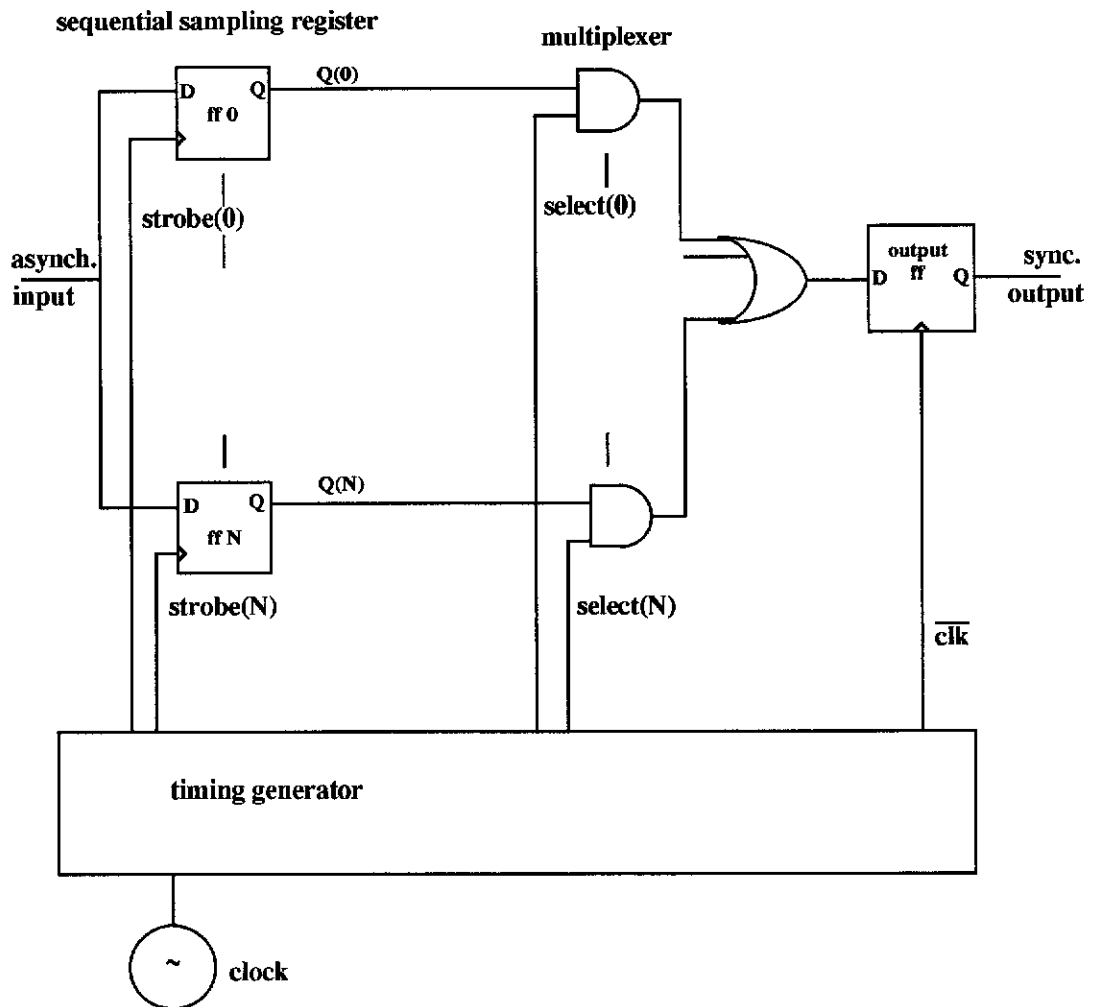 sequential sampling register
multiplexer
Q(0)
D
Q
ff 0
strobe(0)
select(0)
asynch.
input
output
ff
D
Q
sync.
output
Q(N)
D
Q
ff N
strobe(N)
select(N)
clk
timing generator
~
clock